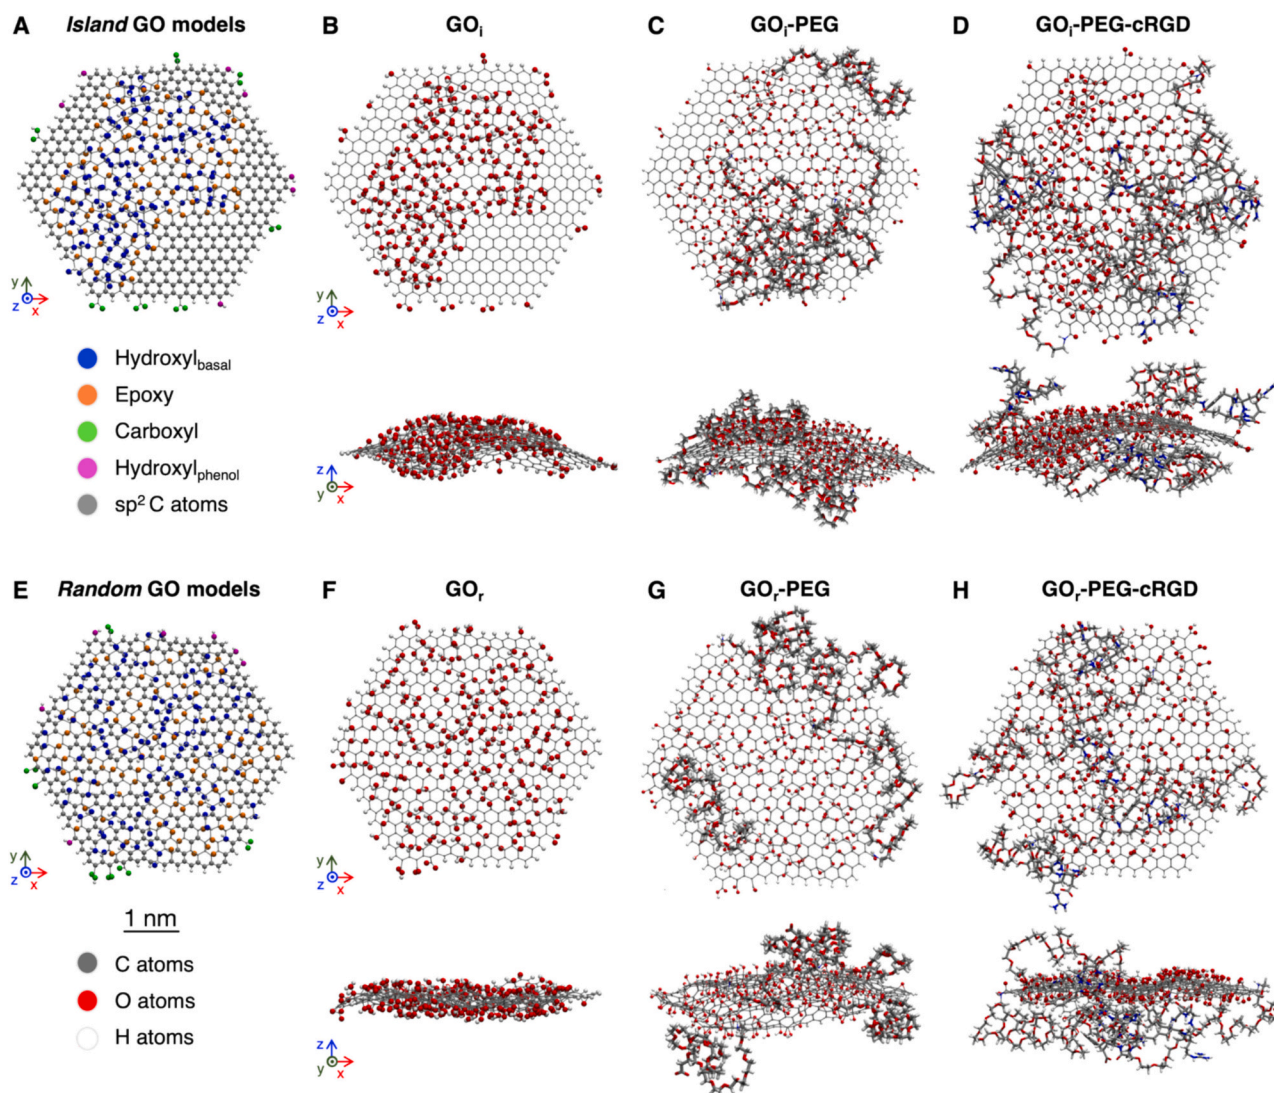 A Island GO models
B GOi
C GOi-PEG
D GOi-PEG-cRGD
y
z x
y
z x
Hydroxylbasal
Epoxy
Carboxyl
Hydroxylphenol
sp2 C atoms
z
y x
E Random GO models
F GOr
G GOr-PEG
H GOr-PEG-cRGD
y
z x
y
z x
1 nm
C atoms
O atoms
H atoms
z
y x